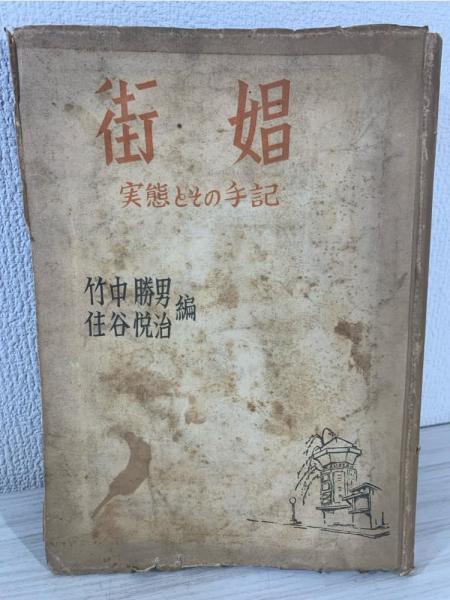 街娼
実態とその手記
竹中勝男
住谷悦治
編